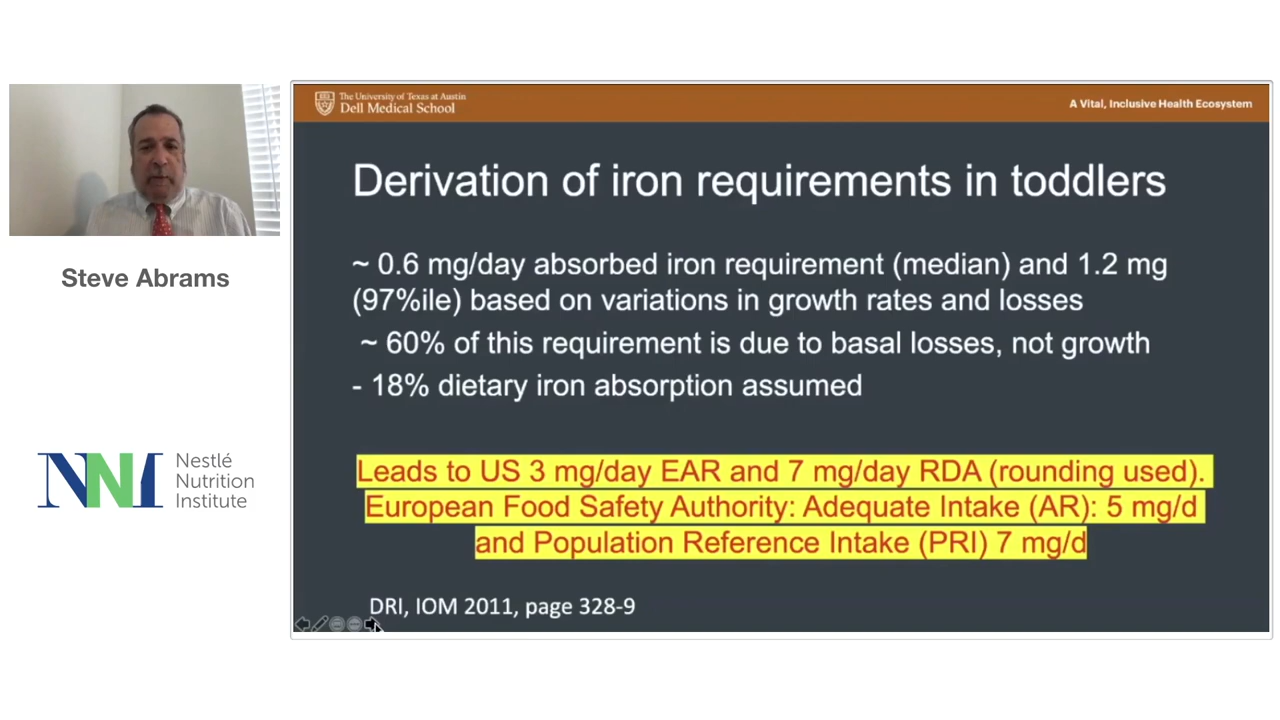 The University of Texas at Austin
Dell Medical School
A Vital, Inclusive Health Ecosystem
Derivation of iron requirements in toddlers
~ 0.6 mg/day absorbed iron requirement (median) and 1.2 mg
(97%ile) based on variations in growth rates and losses
~ 60% of this requirement is due to basal losses, not growth
- 18% dietary iron absorption assumed
Leads to US 3 mg/day EAR and 7 mg/day RDA (rounding used).
European Food Safety Authority: Adequate Intake (AR): 5 mg/d
and Population Reference Intake (PRI) 7 mg/d
DRI, IOM 2011, page 328-9
Steve Abrams
NNI
Nestlé
Nutrition
Institute